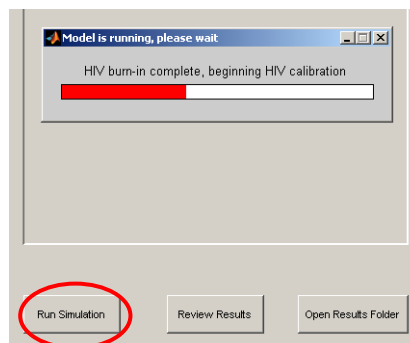 Model is running, please wait
HIV burn-in complete, beginning HIV calibration
Run Simulation
Review Results
Open Results Folder